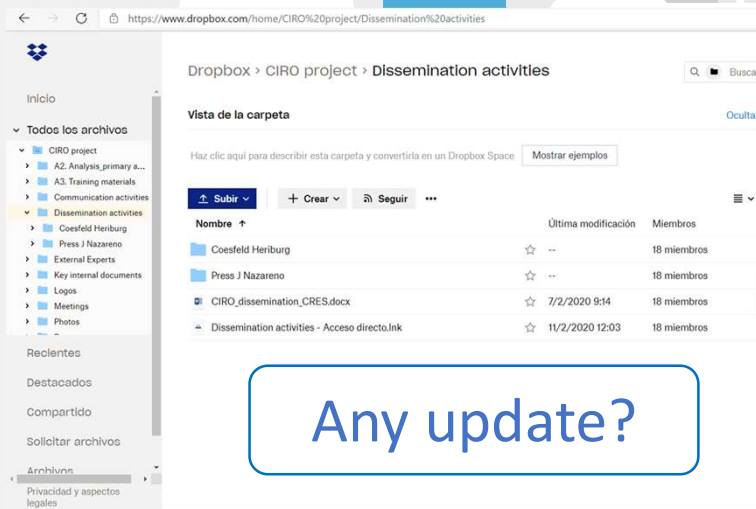 https://www.dropbox.com/home/CIRO%20project/Dissemination%20activities
Dropbox › CIRO project › Dissemination activities
Busca
Inicio
Todos los archivos
CIRO project
A2. Analysis_primary a...
A3. Training materials
Communication activities
Dissemination activities
Coesfeld Heriburg
Press J Nazareno
External Experts
Key internal documents
Logos
Meetings
Photos
Recientes
Destacados
Compartido
Solicitar archivos
Archivos
Privacidad y aspectos
legales
Vista de la carpeta
Oculta
Haz clic aquí para describir esta carpeta y convertirla en un Dropbox Space Mostrar ejemplos
Subir + Crear Seguir •••
Nombre ↑ Última modificación Miembros
Coesfeld Heriburg -- 18 miembros
Press J Nazareno -- 18 miembros
CIRO_dissemination_CRES.docx 7/2/2020 9:14 18 miembros
Dissemination activities - Acceso directo.lnk 11/2/2020 12:03 18 miembros
Any update?